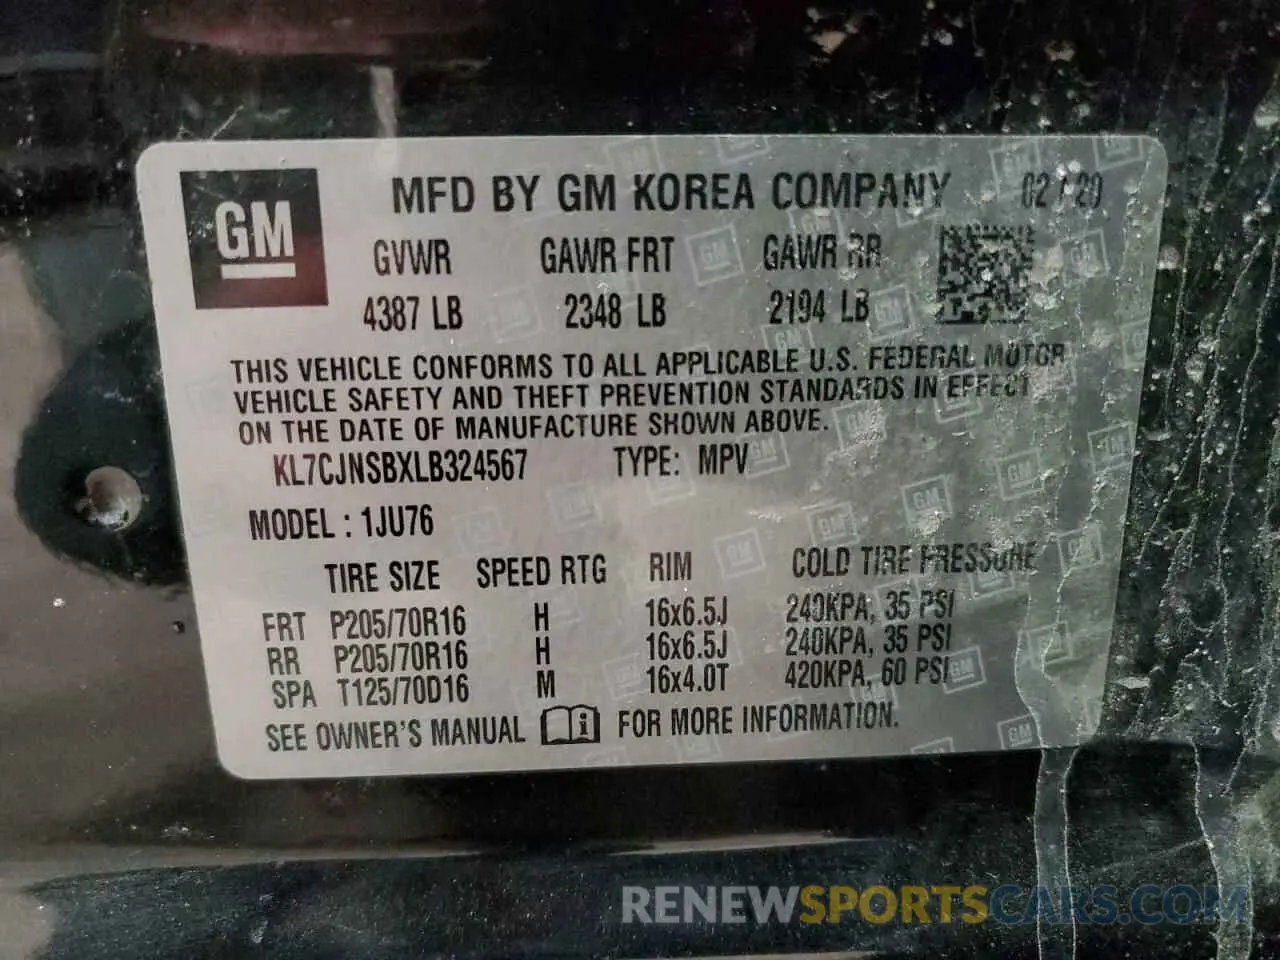 GM
MFD BY GM KOREA COMPANY 02 / 20
GVWR GAWR FRT GAWR RR
4387 LB 2348 LB 2194 LB
THIS VEHICLE CONFORMS TO ALL APPLICABLE U.S. FEDERAL MOTOR
VEHICLE SAFETY AND THEFT PREVENTION STANDARDS IN EFFECT
ON THE DATE OF MANUFACTURE SHOWN ABOVE.
KL7CJNSBXLB324567 TYPE: MPV
MODEL : 1JU76
TIRE SIZE SPEED RTG RIM COLD TIRE PRESSURE
FRT P205/70R16 H 16x6.5J 240KPA, 35 PSI
RR P205/70R16 H 16x6.5J 240KPA, 35 PSI
SPA T125/70D16 M 16x4.0T 420KPA, 60 PSI
SEE OWNER'S MANUAL FOR MORE INFORMATION.
RENEWSPORTSCARS.COM